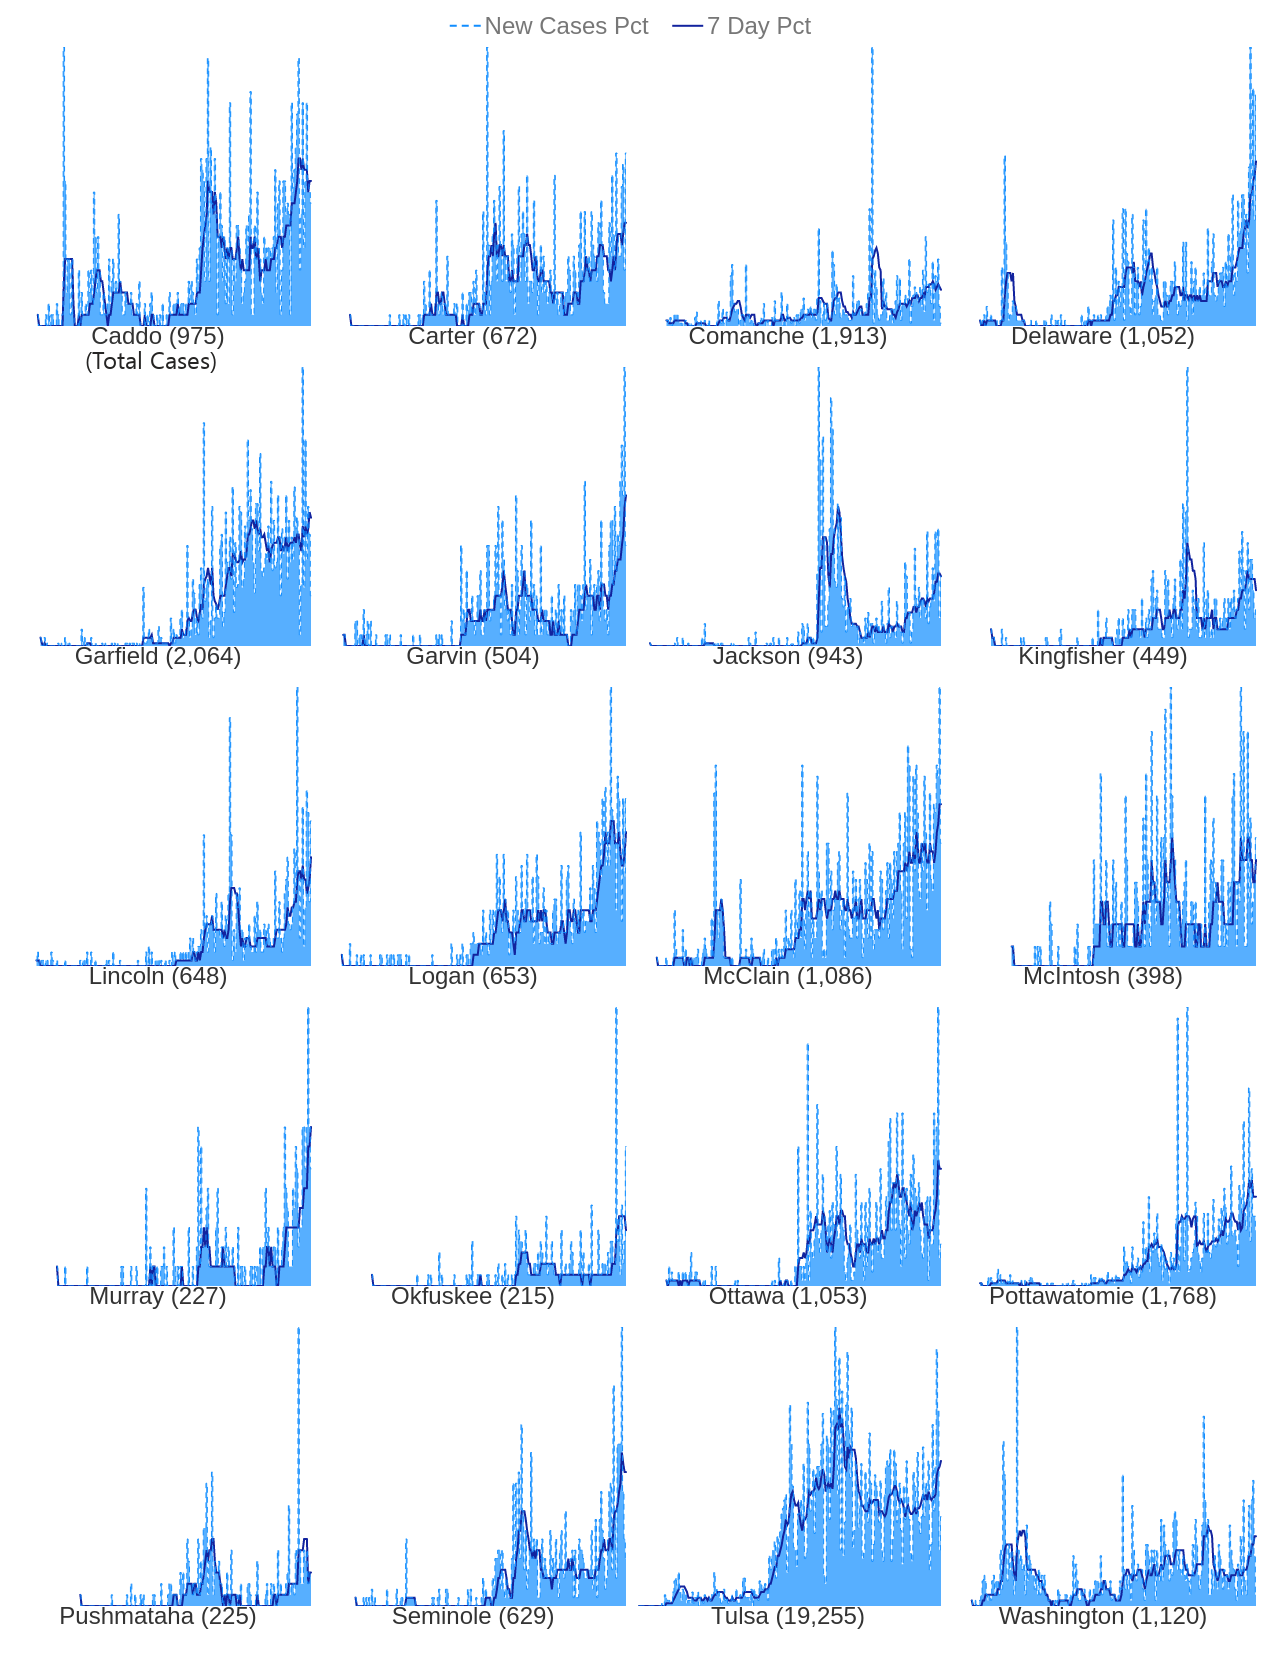 New Cases Pct 7 Day Pct
Caddo (975) Carter (672) Comanche (1,913) Delaware (1,052)
(Total Cases)
Garfield (2,064) Garvin (504) Jackson (943) Kingfisher (449)
Lincoln (648) Logan (653) McClain (1,086) McIntosh (398)
Murray (227) Okfuskee (215) Ottawa (1,053) Pottawatomie (1,768)
Pushmataha (225) Seminole (629) Tulsa (19,255) Washington (1,120)